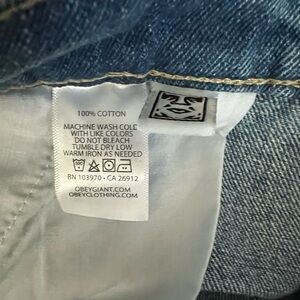 100% COTTON
MACHINE WASH COLD
WITH LIKE COLORS
DO NOT BLEACH
TUMBLE DRY LOW
WARM IRON AS NEEDED
RN 103970 • CA 26912
OBEYGIANT.COM
OBEYCLOTHING.COM